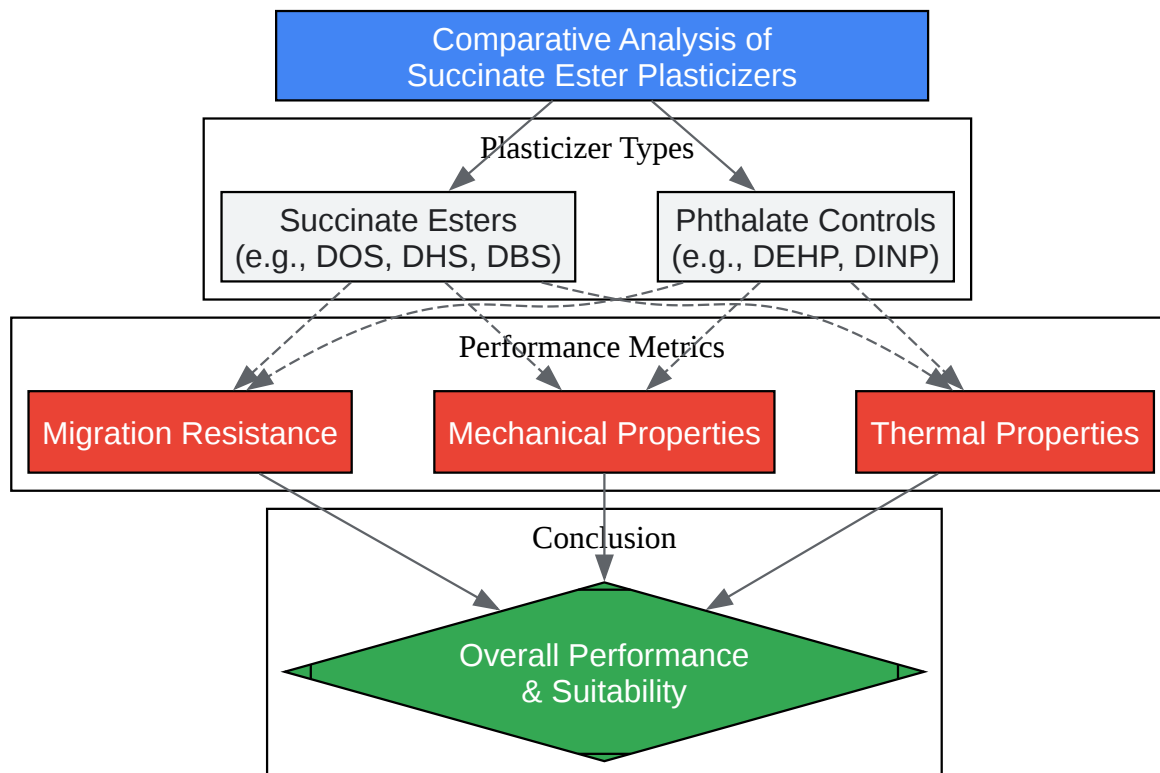 Comparative Analysis of
Succinate Ester Plasticizers
Plasticizer Types
Succinate Esters
(e.g., DOS, DHS, DBS)
Phthalate Controls
(e.g., DEHP, DINP)
Performance Metrics
Migration Resistance
Mechanical Properties
Thermal Properties
Conclusion
Overall Performance
& Suitability